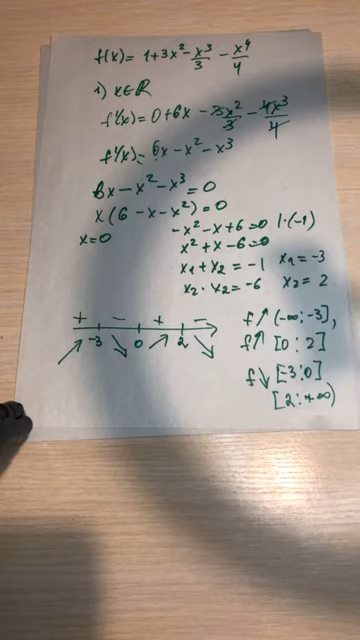 f(x) = 1+3x² - x³/3 - x⁴/4
1) x∈R
f'(x) = 0+6x - 3x²/3 - 4x³/4
f'(x) = 6x - x² - x³
6x - x² - x³ = 0
x(6 - x - x²) = 0
x=0
-x² - x + 6 = 0 | · (-1)
x² + x - 6 = 0
x₁ + x₂ = -1 x₁ = -3
x₂ · x₂ = -6 x₂ = 2
+ - + -
-3 0 2
f↗ (-∞ ; -3],
f↗ [0 ; 2]
f↘ [-3 ; 0]
[2 ; +∞)